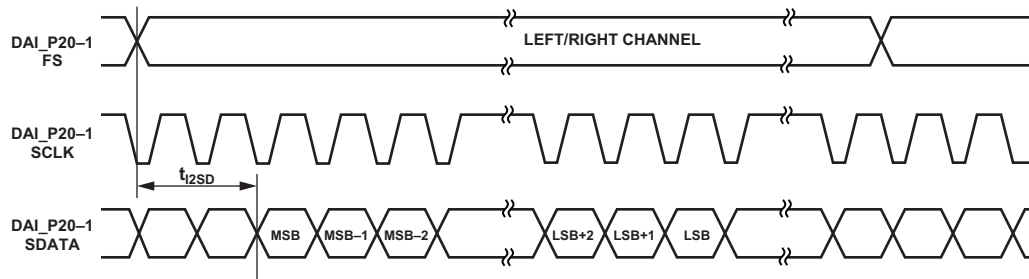 DAI_P20–1
FS
LEFT/RIGHT CHANNEL
DAI_P20–1
SCLK
tI2SD
DAI_P20–1
SDATA
MSB
MSB–1
MSB–2
LSB+2
LSB+1
LSB